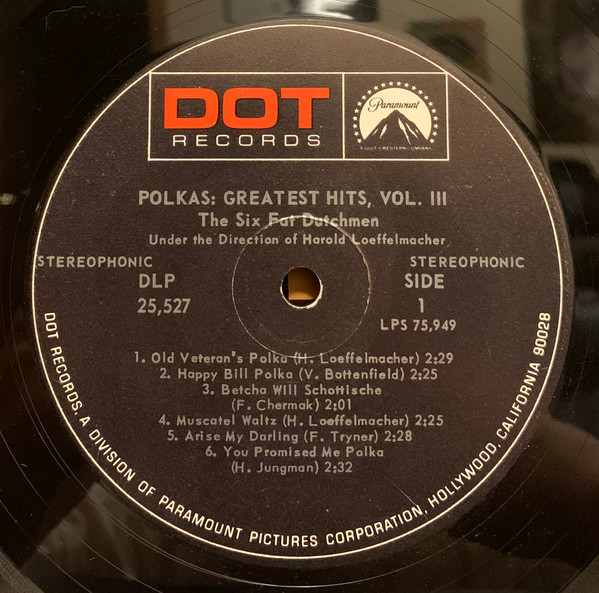 DOT
RECORDS
Paramount
A GULF + WESTERN COMPANY
POLKAS: GREATEST HITS, VOL. III
The Six Fat Dutchmen
Under the Direction of Harold Loeffelmacher
STEREOPHONIC STEREOPHONIC
DLP SIDE
25,527 1
LPS 75,949
1. Old Veteran's Polka (H. Loeffelmacher) 2:29
2. Happy Bill Polka (V. Bottenfield) 2:25
3. Betcha Will Schottische
(F. Chermak) 2:01
4. Muscatel Waltz (H. Loeffelmacher) 2:25
5. Arise My Darling (F. Tryner) 2:28
6. You Promised Me Polka
(H. Jungman) 2:32
DOT RECORDS, A DIVISION OF PARAMOUNT PICTURES CORPORATION, HOLLYWOOD, CALIFORNIA 90028